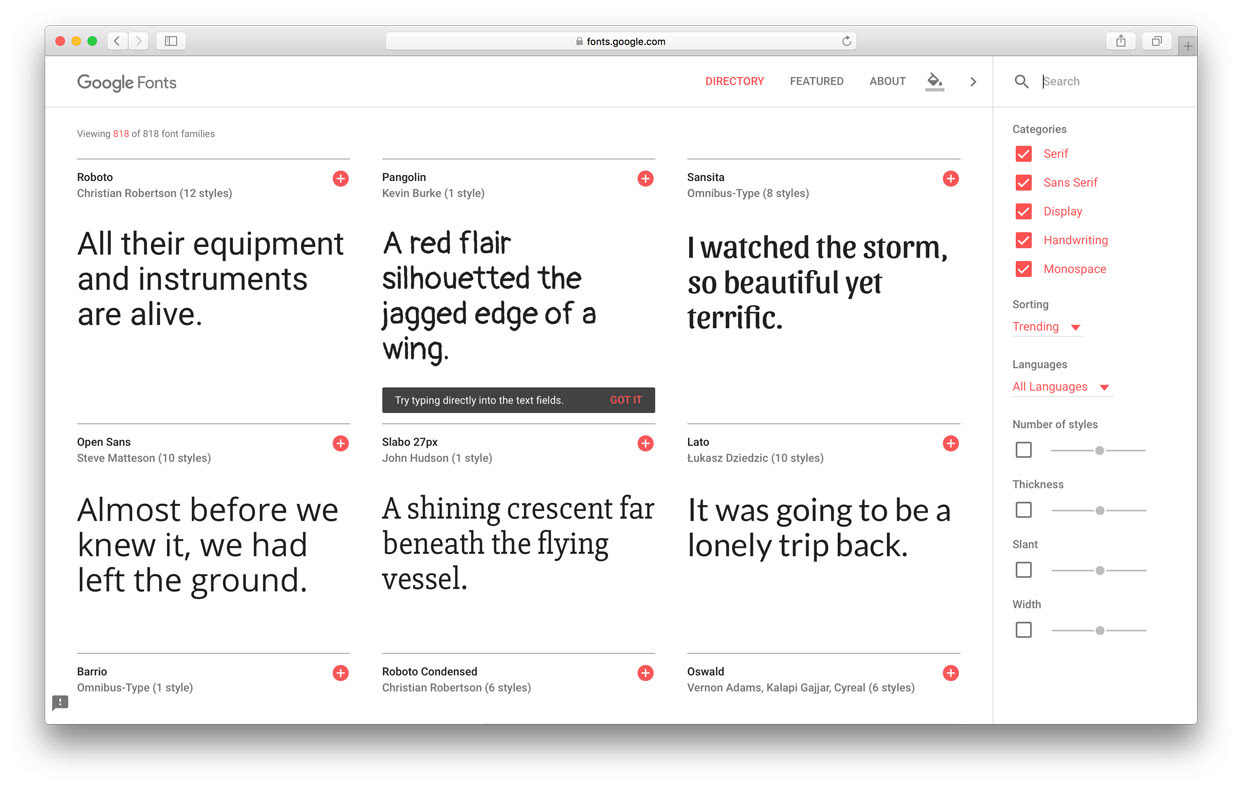 fonts.google.com
Google Fonts
DIRECTORY FEATURED ABOUT
Search
Viewing 818 of 818 font families
Roboto
Christian Robertson (12 styles)
All their equipment
and instruments
are alive.
Pangolin
Kevin Burke (1 style)
A red flair
silhouetted the
jagged edge of a
wing.
Try typing directly into the text fields. GOT IT
Sansita
Omnibus-Type (8 styles)
I watched the storm,
so beautiful yet
terrific.
Open Sans
Steve Matteson (10 styles)
Almost before we
knew it, we had
left the ground.
Slabo 27px
John Hudson (1 style)
A shining crescent far
beneath the flying
vessel.
Lato
Łukasz Dziedzic (10 styles)
It was going to be a
lonely trip back.
Barrio
Omnibus-Type (1 style)
Roboto Condensed
Christian Robertson (6 styles)
Oswald
Vernon Adams, Kalapi Gajjar, Cyreal (6 styles)
Categories
Serif
Sans Serif
Display
Handwriting
Monospace
Sorting
Trending
Languages
All Languages
Number of styles
Thickness
Slant
Width